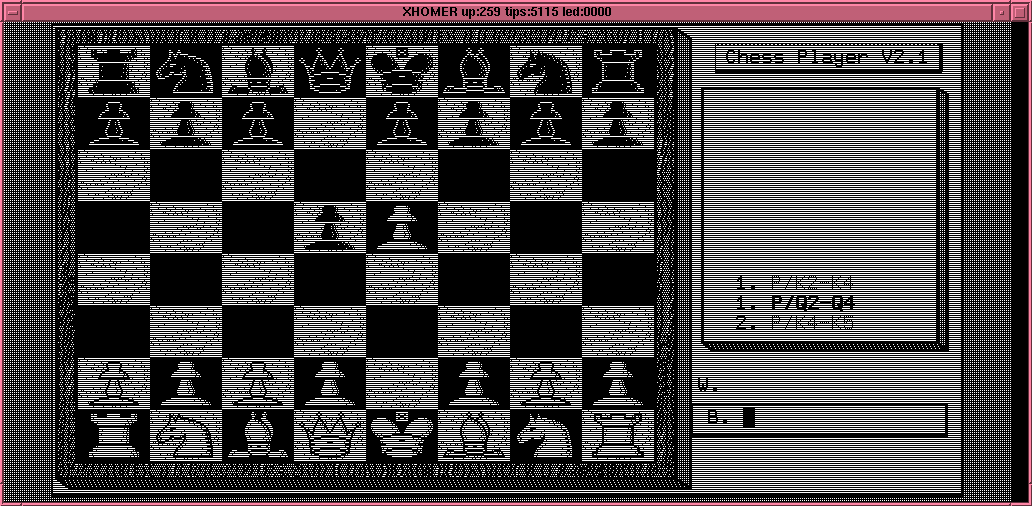 XHOMER up:259 tips:5115 led:0000
Chess Player V2.1
1. P/K2-K4
1. P/Q2-Q4
2. P/K4-K5
W.
B.